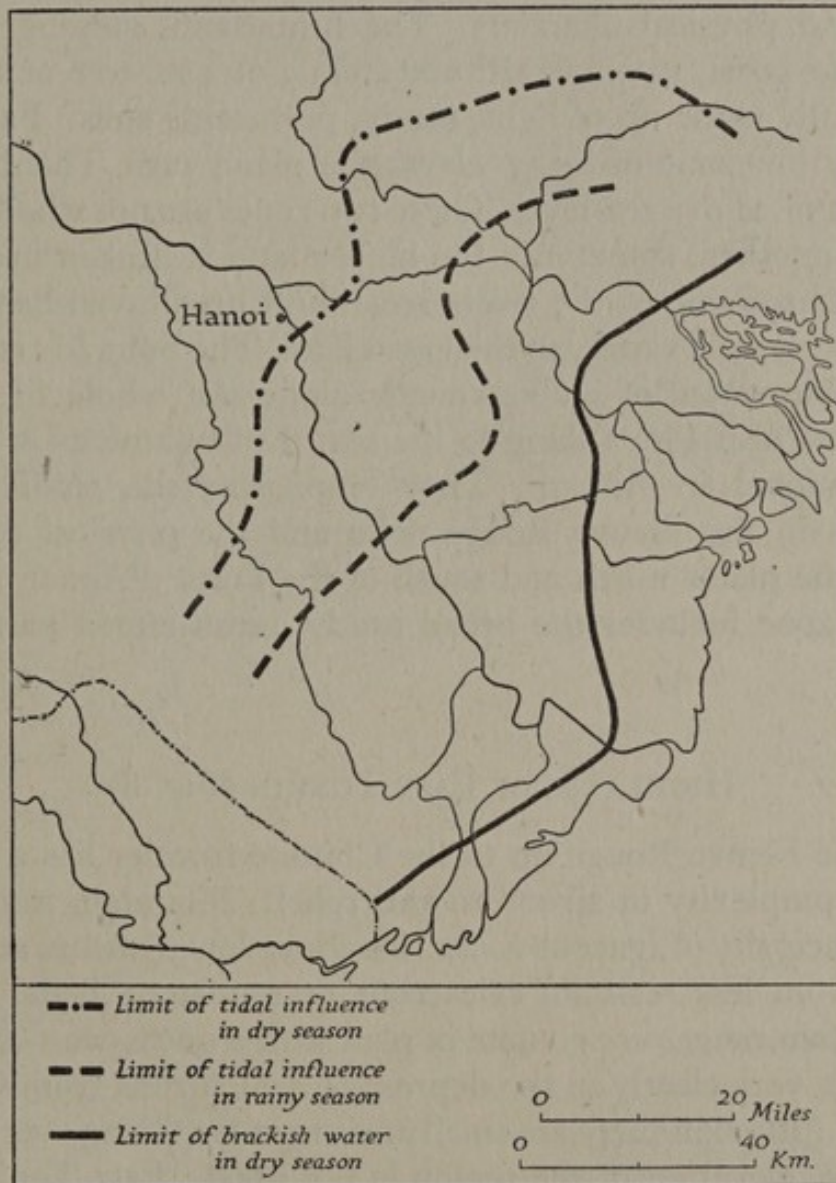 Hanoi
Limit of tidal influence
in dry season
Limit of tidal influence
in rainy season
Limit of brackish water
in dry season
0 20
Miles
0 40
Km.